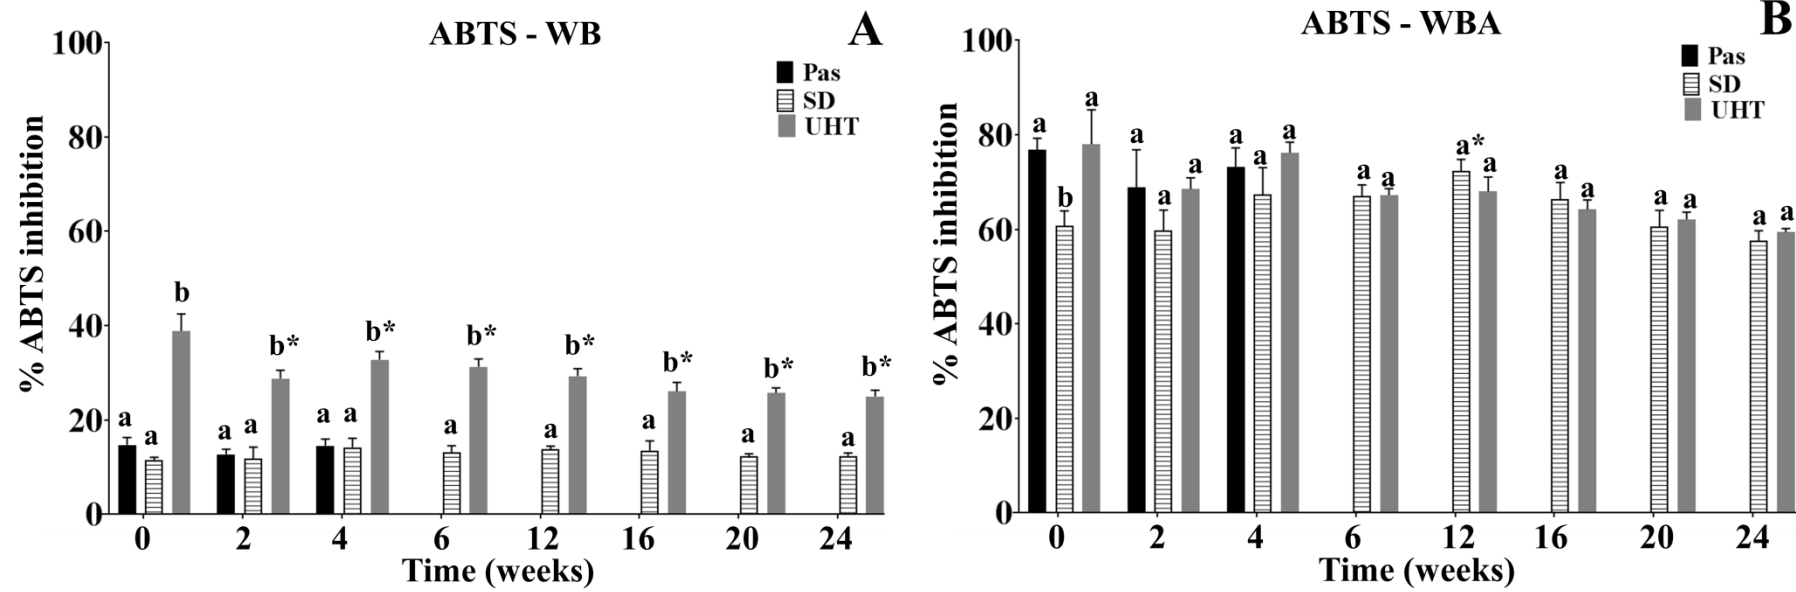 ABTS - WB
A
100
80
60
40
20
0
% ABTS inhibition
Pas
SD
UHT
a a b
a a b*
a a b*
a b*
a b*
a b*
a b*
a b*
0 2 4 6 12 16 20 24
Time (weeks)
ABTS - WBA
B
100
80
60
40
20
0
% ABTS inhibition
Pas
SD
UHT
a b a
a a a
a a a
a a
a* a
a a
a a
a a
0 2 4 6 12 16 20 24
Time (weeks)